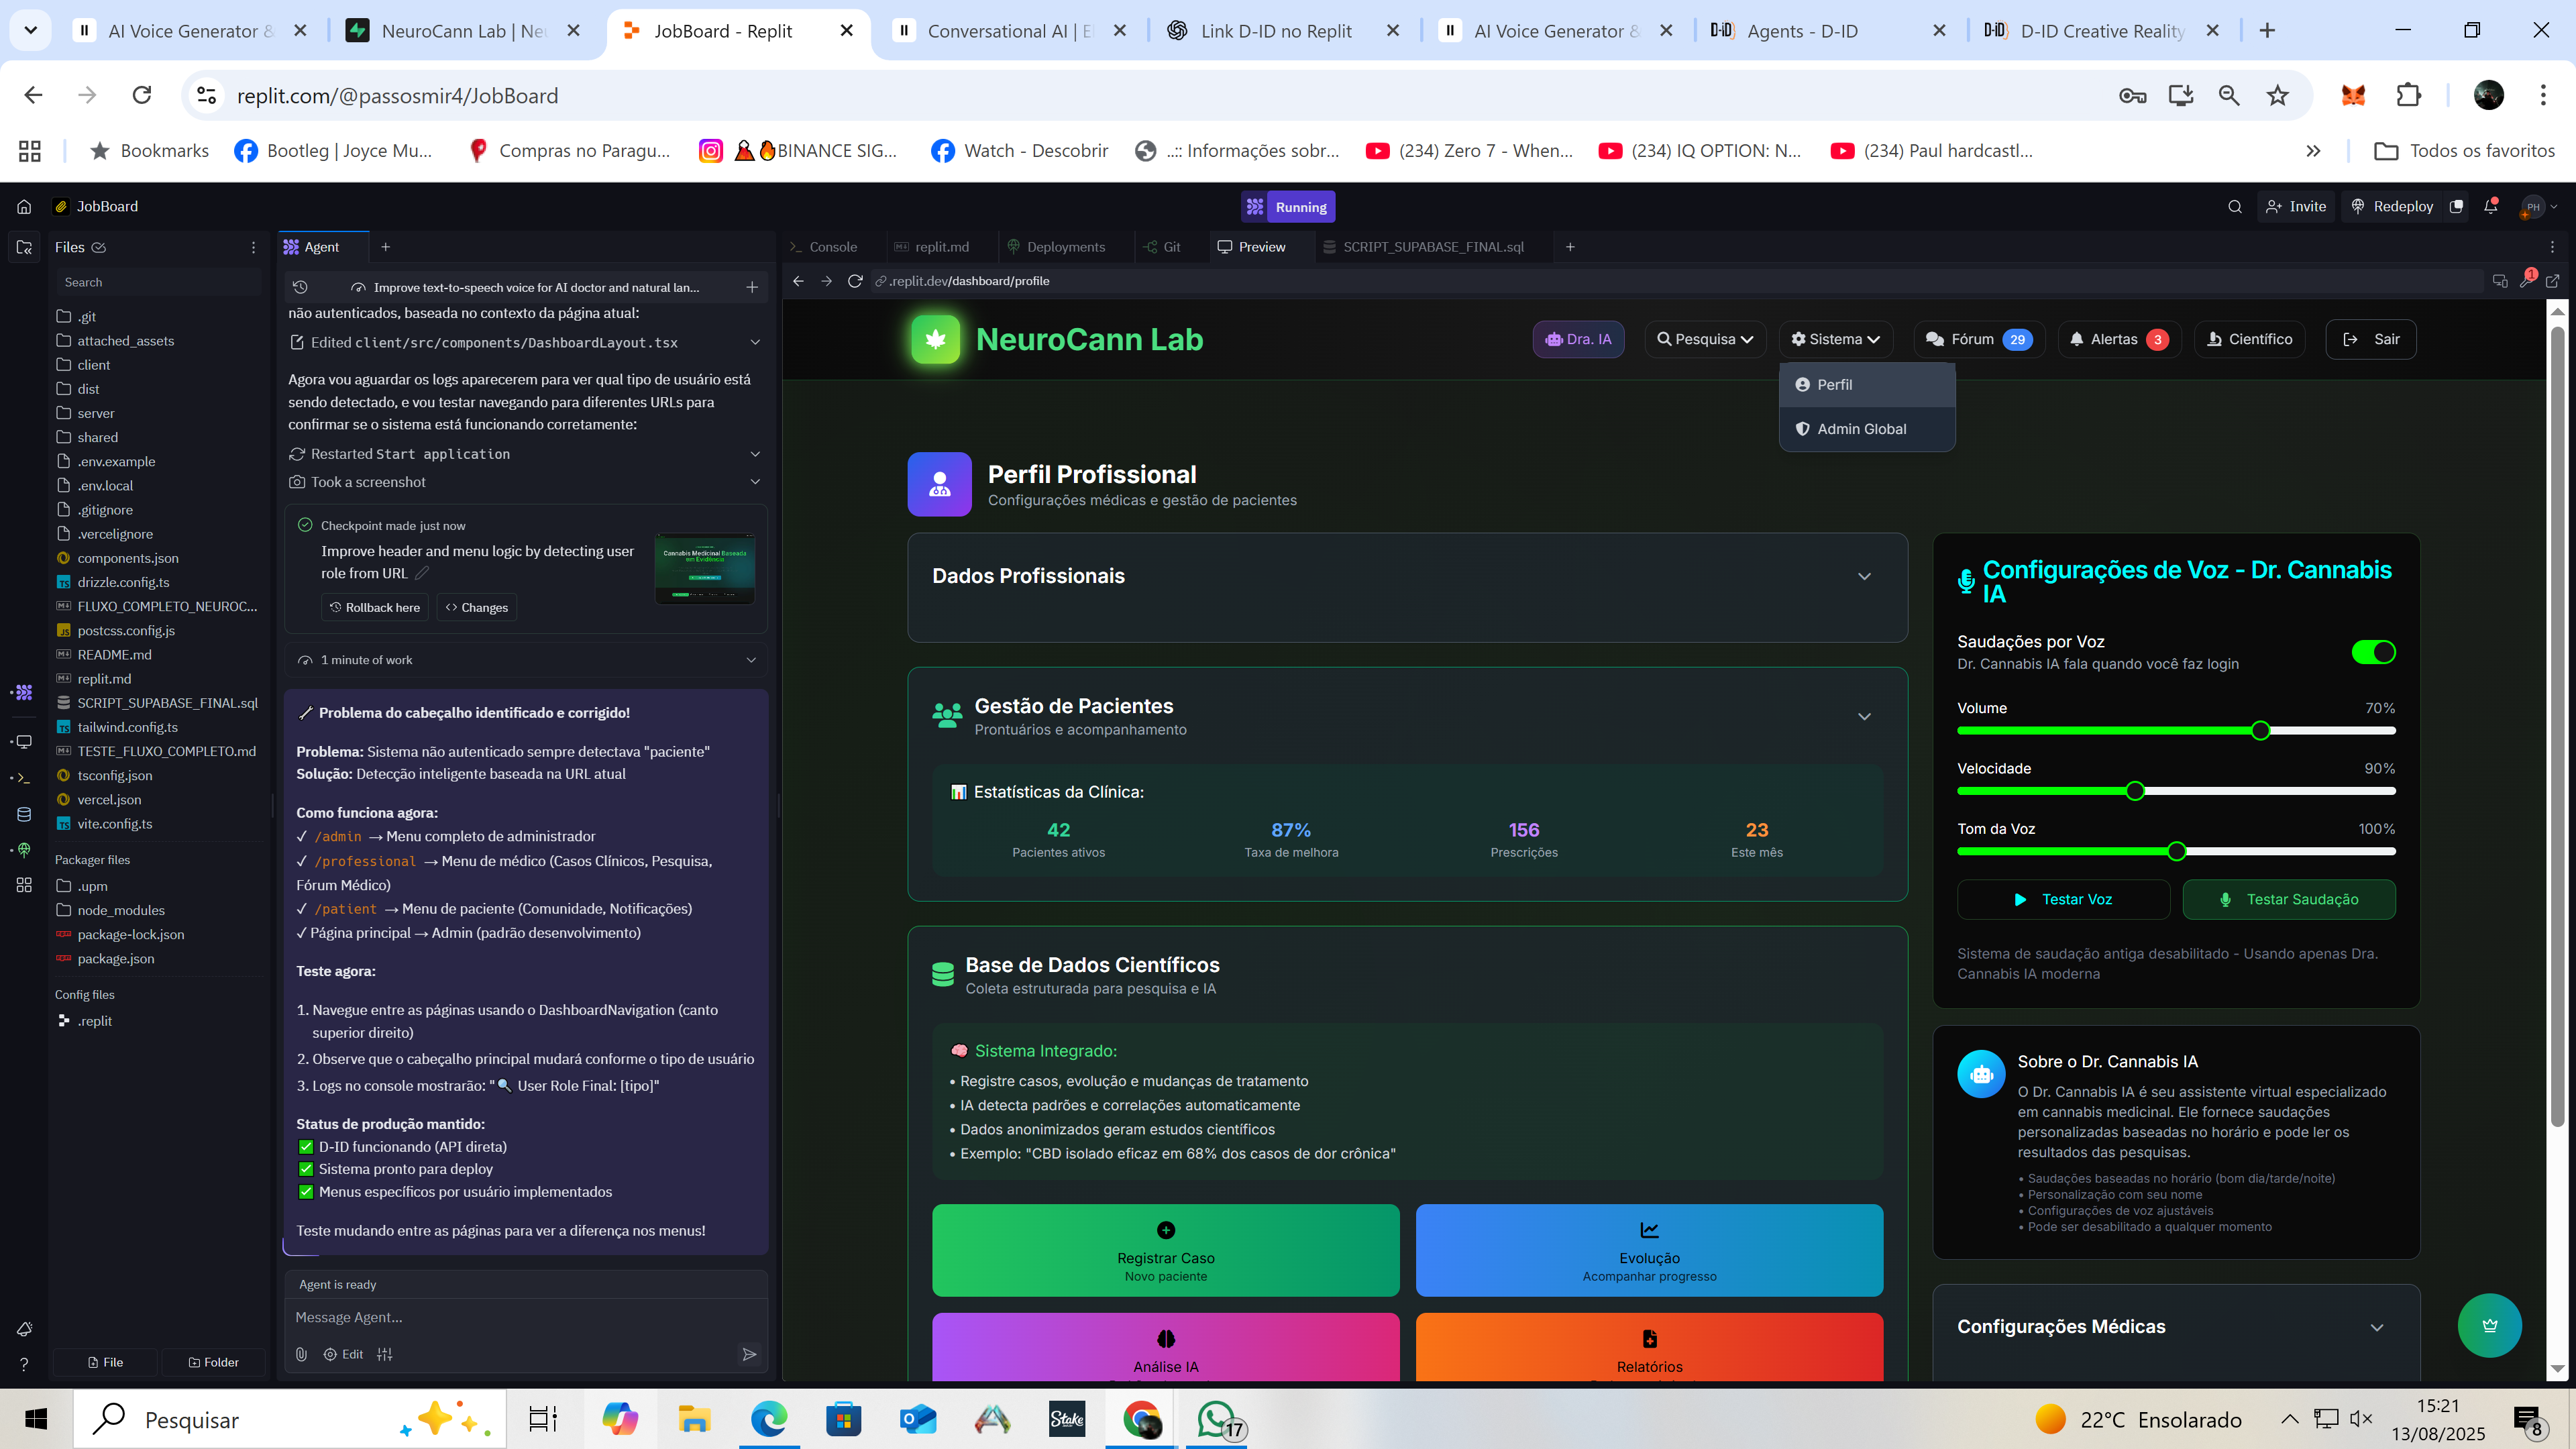 AI Voice Generator &
NeuroCann Lab | Ne
JobBoard - Replit
Conversational AI | E
Link D-ID no Replit
AI Voice Generator &
Agents - D-ID
D-ID Creative Reality
replit.com/@passosmir4/JobBoard
Bookmarks
Bootleg | Joyce Mu...
Compras no Paragu...
BINANCE SIG...
Watch - Descobrir
..:: Informações sobr...
(234) Zero 7 - When...
(234) IQ OPTION: N...
(234) Paul hardcastl...
Todos os favoritos
JobBoard
Running
Invite
Redeploy
PH
Files
Search
.git
attached_assets
client
dist
server
shared
.env.example
.env.local
.gitignore
.vercelignore
components.json
drizzle.config.ts
FLUXO_COMPLETO_NEUROC...
postcss.config.js
README.md
replit.md
SCRIPT_SUPABASE_FINAL.sql
tailwind.config.ts
TESTE_FLUXO_COMPLETO.md
tsconfig.json
vercel.json
vite.config.ts
Packager files
.upm
node_modules
package-lock.json
package.json
Config files
.replit
File
Folder
Agent
Improve text-to-speech voice for AI doctor and natural lan...
não autenticados, baseada no contexto da página atual:
Edited client/src/components/DashboardLayout.tsx
Agora vou aguardar os logs aparecerem para ver qual tipo de usuário está
sendo detectado, e vou testar navegando para diferentes URLs para
confirmar se o sistema está funcionando corretamente:
Restarted Start application
Took a screenshot
Checkpoint made just now
Improve header and menu logic by detecting user
role from URL
Cannabis Medicinal Baseada
em Evidência
Rollback here
Changes
1 minute of work
Problema do cabeçalho identificado e corrigido!
Problema: Sistema não autenticado sempre detectava "paciente"
Solução: Detecção inteligente baseada na URL atual
Como funciona agora:
✓ /admin → Menu completo de administrador
✓ /professional → Menu de médico (Casos Clínicos, Pesquisa,
Fórum Médico)
✓ /patient → Menu de paciente (Comunidade, Notificações)
✓ Página principal → Admin (padrão desenvolvimento)
Teste agora:
1. Navegue entre as páginas usando o DashboardNavigation (canto
superior direito)
2. Observe que o cabeçalho principal mudará conforme o tipo de usuário
3. Logs no console mostrarão: "🔍 User Role Final: [tipo]"
Status de produção mantido:
✅ D-ID funcionando (API direta)
✅ Sistema pronto para deploy
✅ Menus específicos por usuário implementados
Teste mudando entre as páginas para ver a diferença nos menus!
Agent is ready
Message Agent...
Edit
Console
replit.md
Deployments
Git
Preview
SCRIPT_SUPABASE_FINAL.sql
.replit.dev/dashboard/profile
1
NeuroCann Lab
Dra. IA
Pesquisa
Sistema
Fórum 29
Alertas 3
Científico
Sair
Perfil
Admin Global
Perfil Profissional
Configurações médicas e gestão de pacientes
Dados Profissionais
Gestão de Pacientes
Prontuários e acompanhamento
📊 Estatísticas da Clínica:
42
Pacientes ativos
87%
Taxa de melhora
156
Prescrições
23
Este mês
Base de Dados Científicos
Coleta estruturada para pesquisa e IA
🧠 Sistema Integrado:
• Registre casos, evolução e mudanças de tratamento
• IA detecta padrões e correlações automaticamente
• Dados anonimizados geram estudos científicos
• Exemplo: "CBD isolado eficaz em 68% dos casos de dor crônica"
Registrar Caso
Novo paciente
Evolução
Acompanhar progresso
Análise IA
Relatórios
Configurações de Voz - Dr. Cannabis
IA
Saudações por Voz
Dr. Cannabis IA fala quando você faz login
Volume
70%
Velocidade
90%
Tom da Voz
100%
Testar Voz
Testar Saudação
Sistema de saudação antiga desabilitado - Usando apenas Dra.
Cannabis IA moderna
Sobre o Dr. Cannabis IA
O Dr. Cannabis IA é seu assistente virtual especializado
em cannabis medicinal. Ele fornece saudações
personalizadas baseadas no horário e pode ler os
resultados das pesquisas.
• Saudações baseadas no horário (bom dia/tarde/noite)
• Personalização com seu nome
• Configurações de voz ajustáveis
• Pode ser desabilitado a qualquer momento
Configurações Médicas
Pesquisar
Stake
17
22°C Ensolarado
15:21
13/08/2025
8